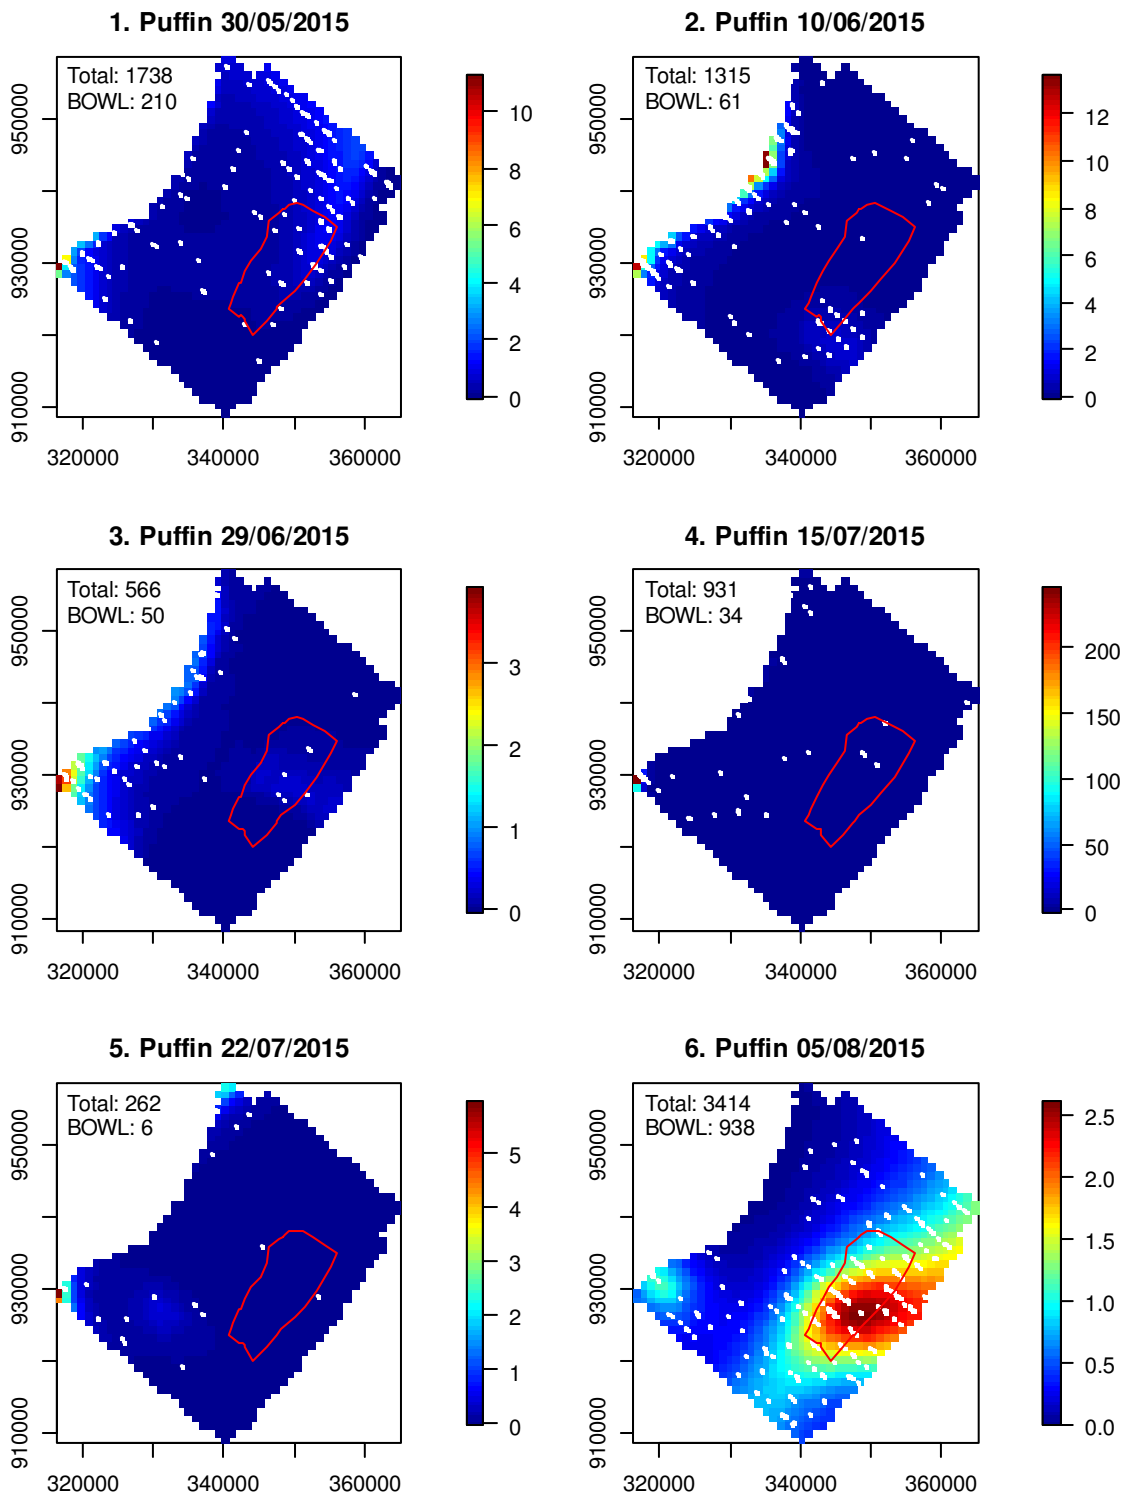 1. Puffin 30/05/2015
Total: 1738
BOWL: 210
950000
930000
910000
320000 340000 360000
10
8
6
4
2
0
2. Puffin 10/06/2015
Total: 1315
BOWL: 61
950000
930000
910000
320000 340000 360000
12
10
8
6
4
2
0
3. Puffin 29/06/2015
Total: 566
BOWL: 50
950000
930000
910000
320000 340000 360000
3
2
1
0
4. Puffin 15/07/2015
Total: 931
BOWL: 34
950000
930000
910000
320000 340000 360000
200
150
100
50
0
5. Puffin 22/07/2015
Total: 262
BOWL: 6
950000
930000
910000
320000 340000 360000
5
4
3
2
1
0
6. Puffin 05/08/2015
Total: 3414
BOWL: 938
950000
930000
910000
320000 340000 360000
2.5
2.0
1.5
1.0
0.5
0.0